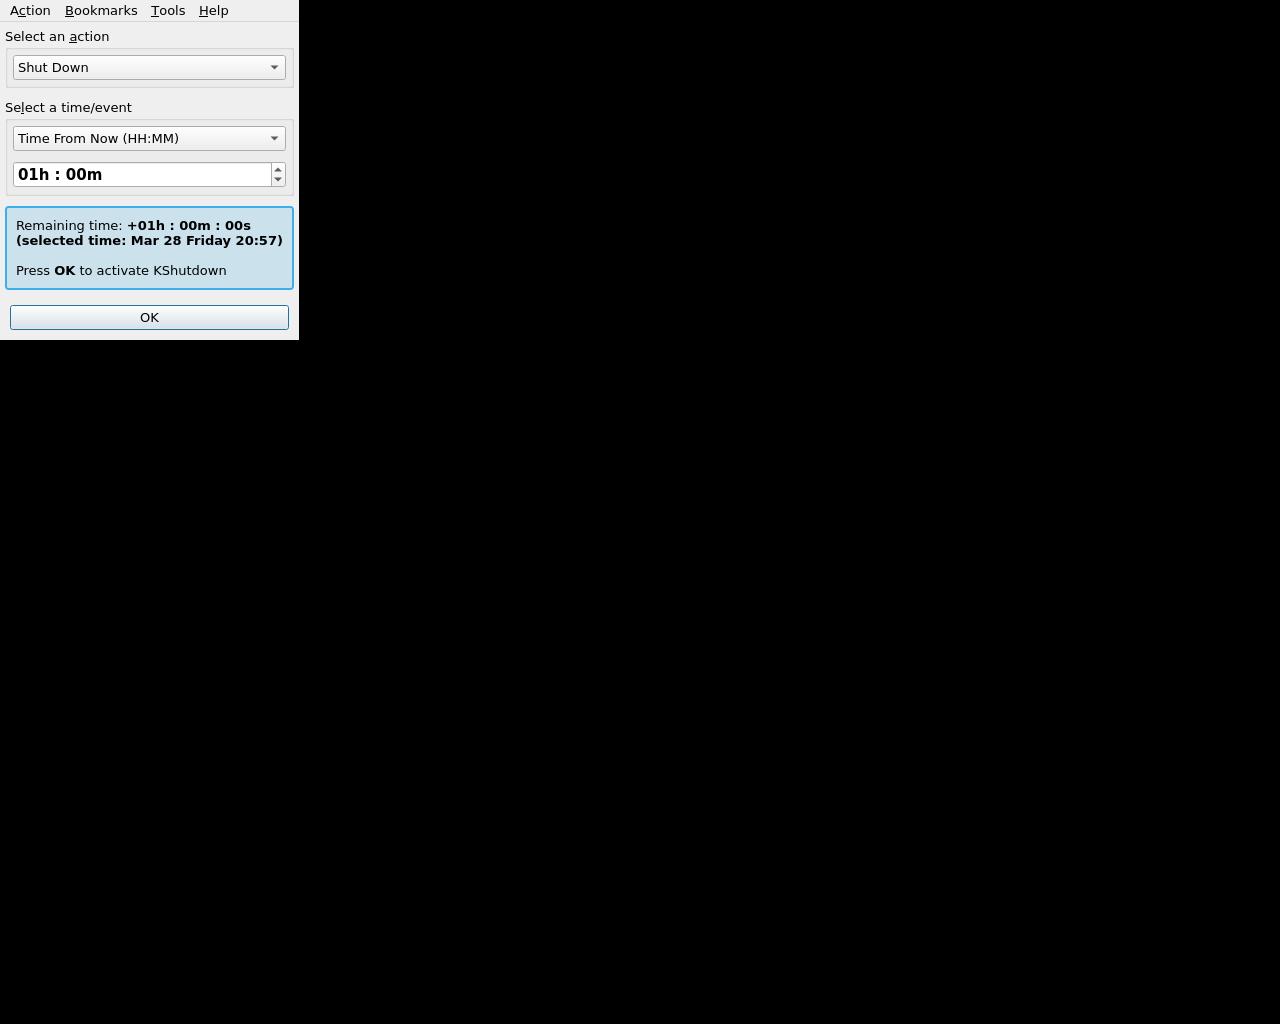 Action Bookmarks Tools Help
Select an action
Shut Down
Select a time/event
Time From Now (HH:MM)
01h : 00m
Remaining time: +01h : 00m : 00s
(selected time: Mar 28 Friday 20:57)
Press OK to activate KShutdown
OK